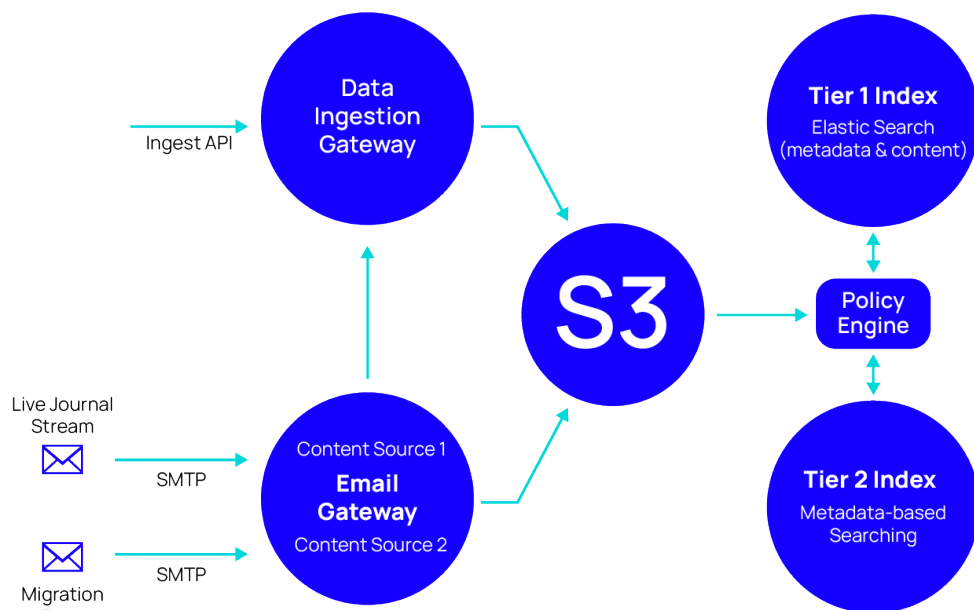 Data
Ingestion
Gateway
Ingest API
Tier 1 Index
Elastic Search
(metadata & content)
S3
Policy
Engine
Live Journal
Stream
SMTP
Content Source 1
Email
Gateway
Content Source 2
SMTP
Migration
Tier 2 Index
Metadata-based
Searching